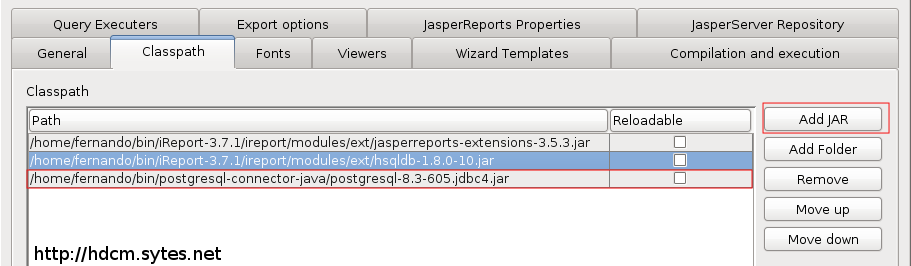 Query Executers Export options JasperReports Properties JasperServer Repository
General Classpath Fonts Viewers Wizard Templates Compilation and execution
Classpath
Path Reloadable Add JAR
/home/fernando/bin/iReport-3.7.1/ireport/modules/ext/jasperreports-extensions-3.5.3.jar
/home/fernando/bin/iReport-3.7.1/ireport/modules/ext/hsqldb-1.8.0-10.jar Add Folder
/home/fernando/bin/postgresql-connector-java/postgresql-8.3-605.jdbc4.jar Remove
Move up
Move down
http://hdcm.sytes.net